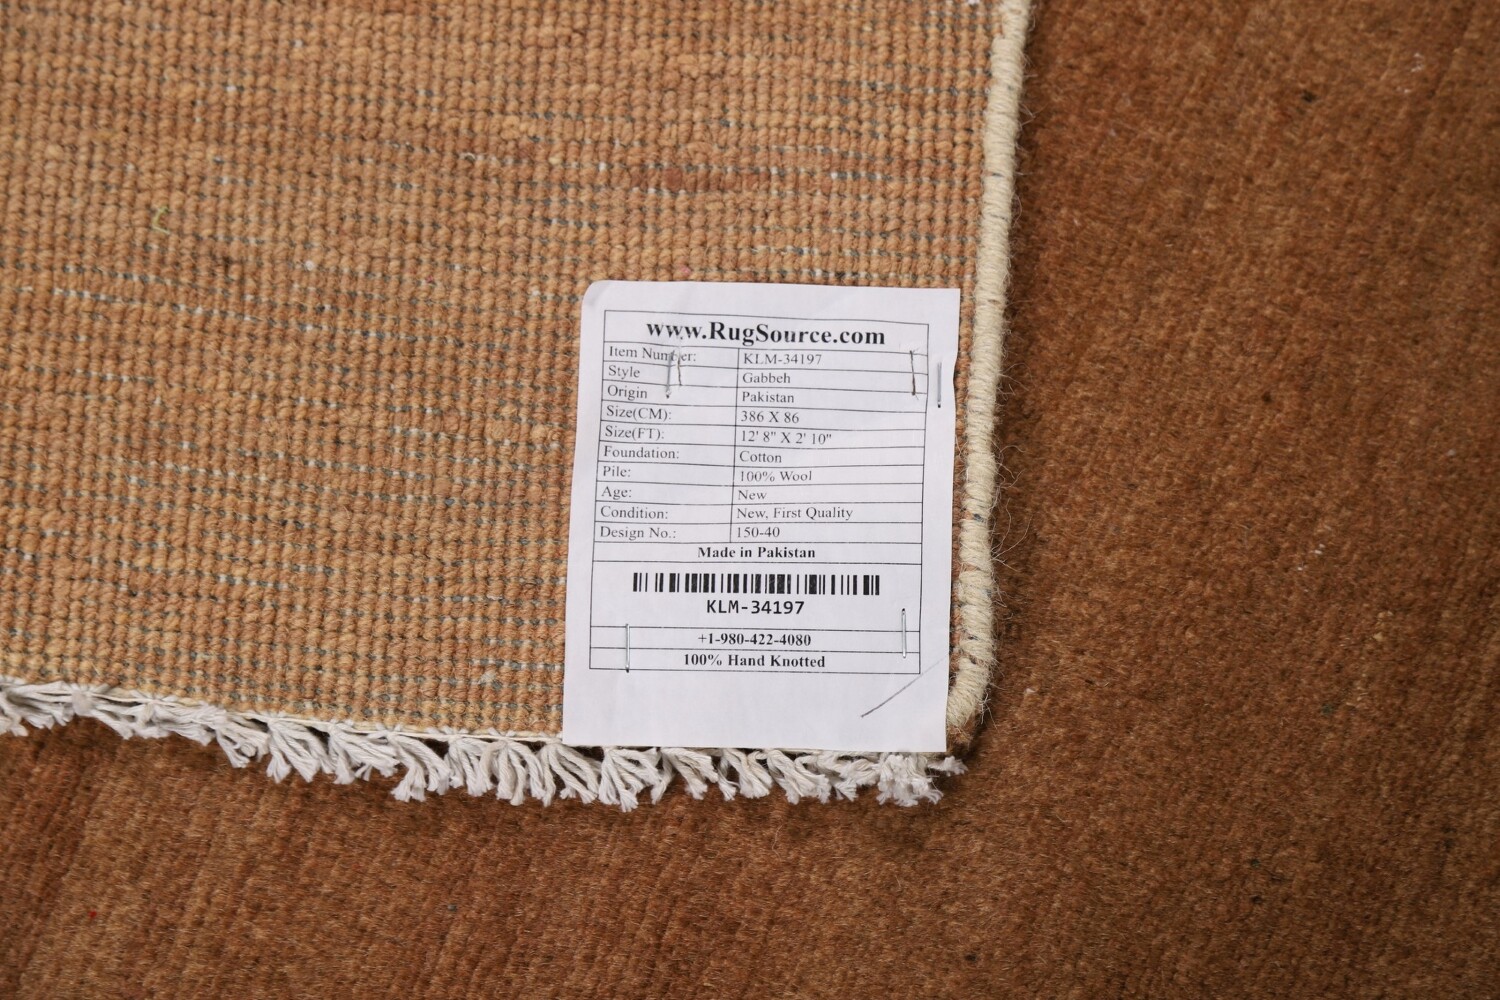 www.RugSource.com
Item Number: KLM-34197
Style Gabbeh
Origin Pakistan
Size(CM): 386 X 86
Size(FT): 12' 8" X 2' 10"
Foundation: Cotton
Pile: 100% Wool
Age: New
Condition: New, First Quality
Design No.: 150-40
Made in Pakistan
KLM-34197
+1-980-422-4080
100% Hand Knotted